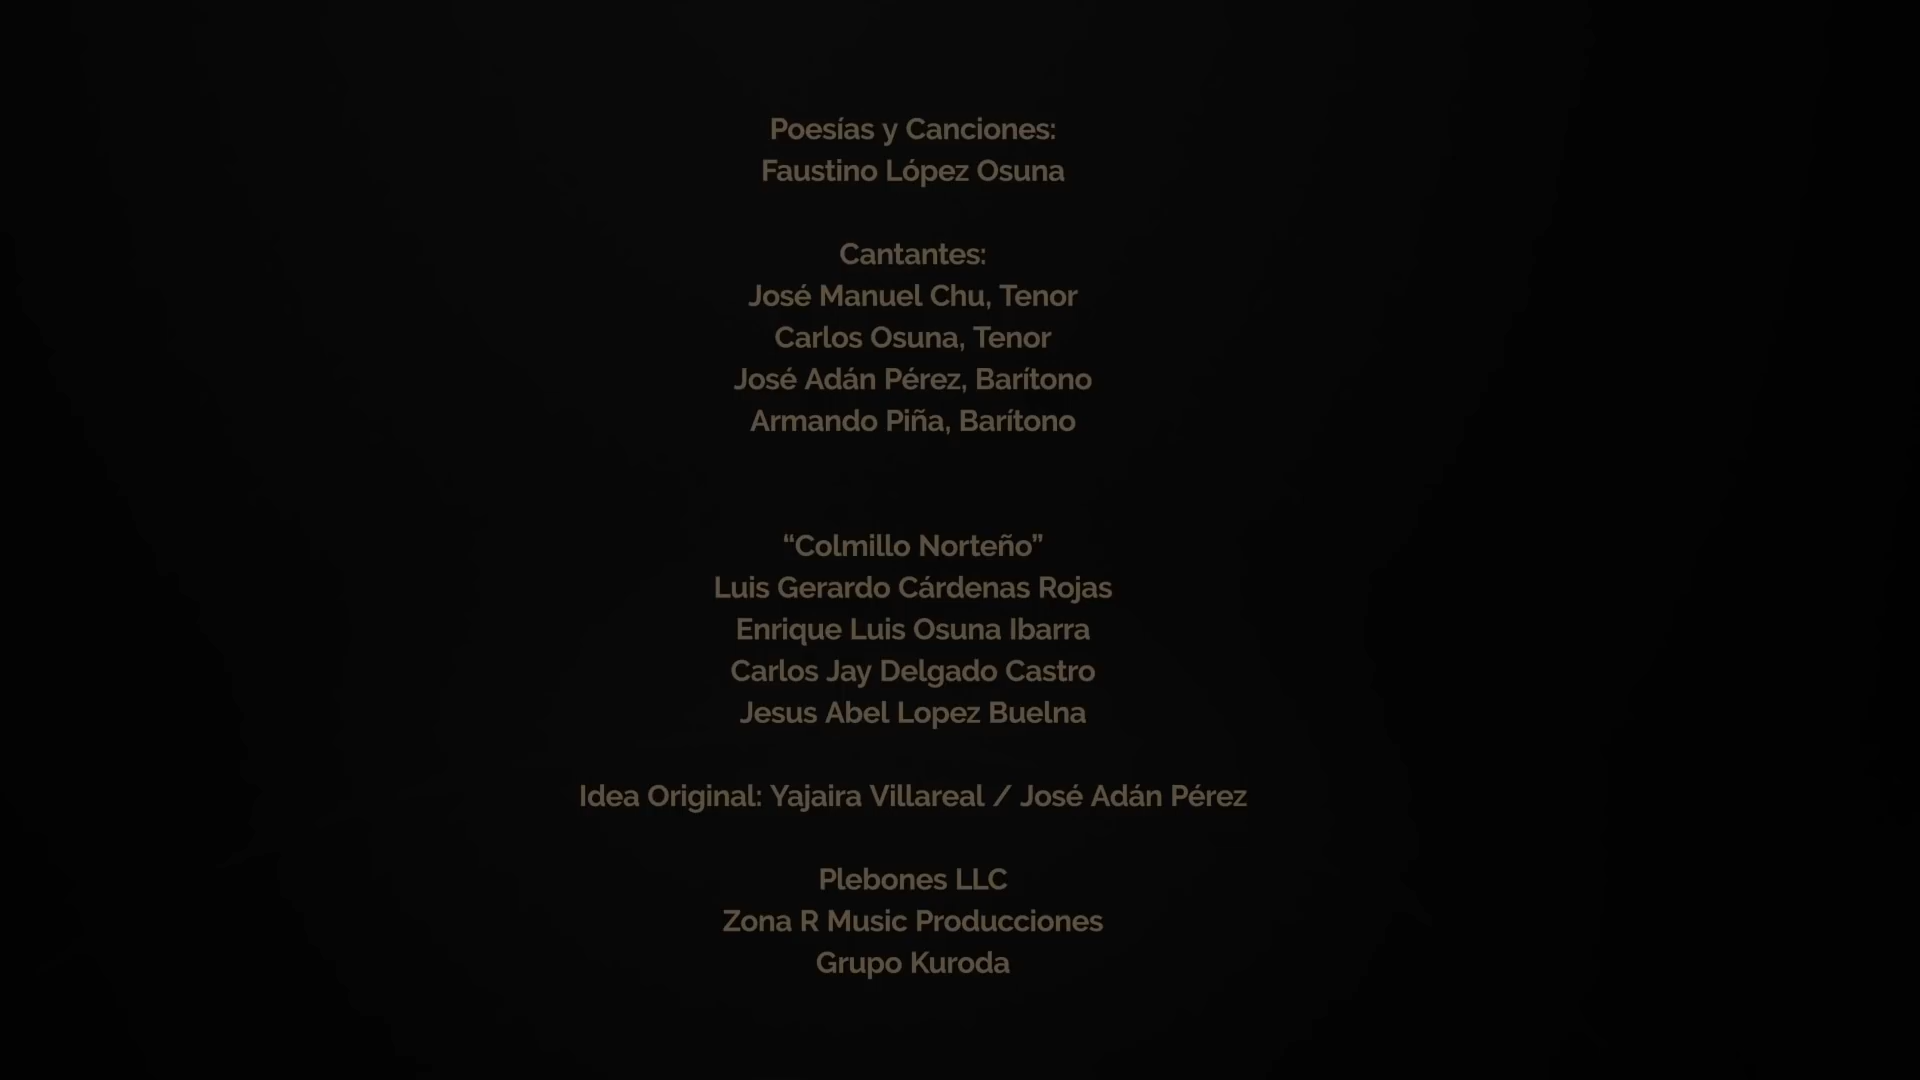 Poesías y Canciones:
Faustino López Osuna
Cantantes:
José Manuel Chu, Tenor
Carlos Osuna, Tenor
José Adán Pérez, Barítono
Armando Piña, Barítono
“Colmillo Norteño”
Luis Gerardo Cárdenas Rojas
Enrique Luis Osuna Ibarra
Carlos Jay Delgado Castro
Jesus Abel Lopez Buelna
Idea Original: Yajaira Villareal / José Adán Pérez
Plebones LLC
Zona R Music Producciones
Grupo Kuroda